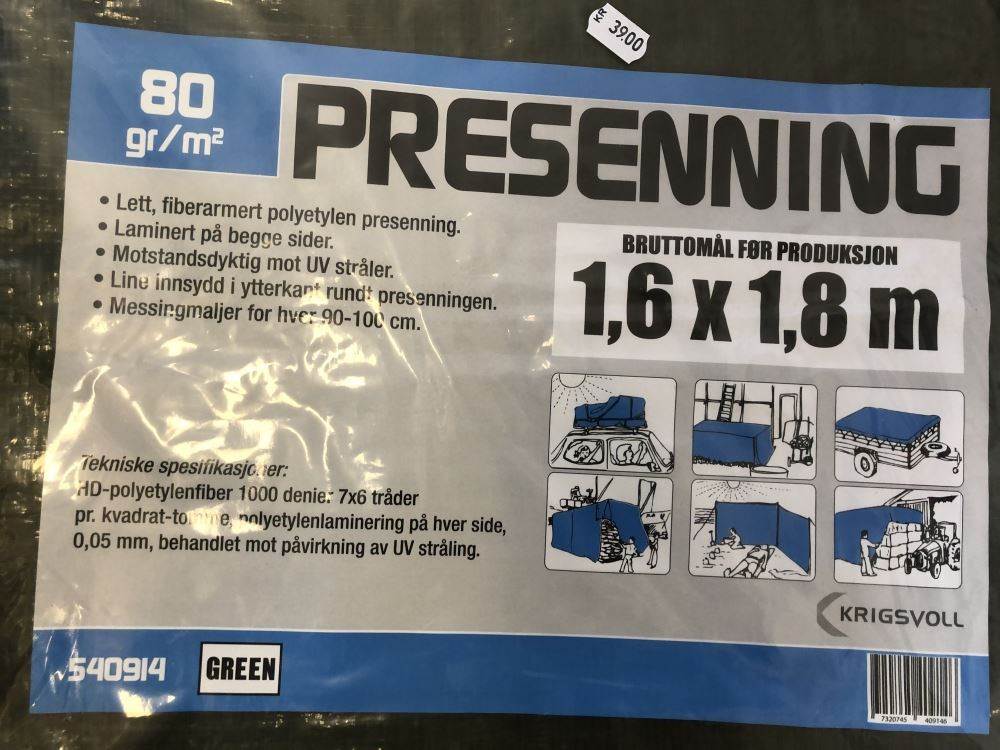 KR 39.00
80
gr/m²
PRESENNING
• Lett, fiberarmert polyetylen presenning.
• Laminert på begge sider.
• Motstandsdyktig mot UV stråler.
• Line innsydd i ytterkant rundt presenningen.
• Messingmaljer for hver 90-100 cm.
BRUTTOMÅL FØR PRODUKSJON
1,6 x 1,8 m
Tekniske spesifikasjoner:
HD-polyetylenfiber 1000 denier 7x6 tråder
pr. kvadrat-tomme, polyetylenlaminering på hver side,
0,05 mm, behandlet mot påvirkning av UV stråling.
KRIGSVOLL
540914
GREEN
7320745 409146